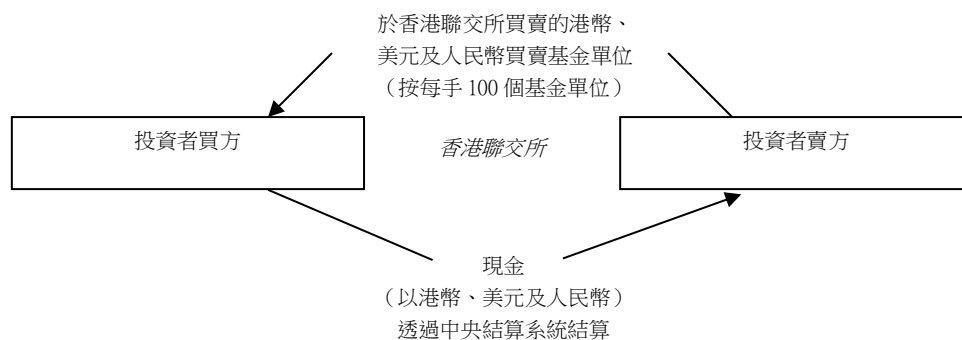 於香港聯交所買賣的港幣、
美元及人民幣買賣基金單位
（按每手 100 個基金單位）
投資者買方
香港聯交所
投資者賣方
現金
（以港幣、美元及人民幣）
透過中央結算系統結算